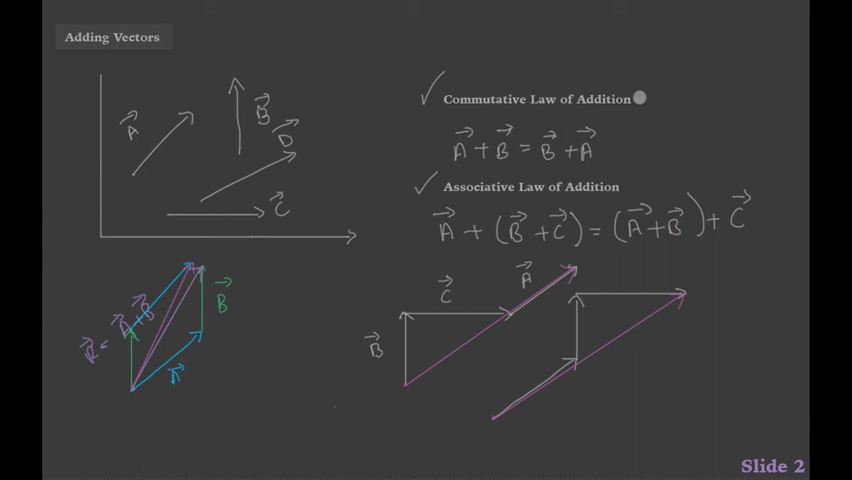 Adding Vectors
A⃗
B⃗
D⃗
C⃗
Commutative Law of Addition
A⃗ + B⃗ = B⃗ + A⃗
Associative Law of Addition
A⃗ + (B⃗ + C⃗) = (A⃗ + B⃗) + C⃗
R⃗ = A⃗ + B⃗
B⃗
A⃗
C⃗
A⃗
B⃗
Slide 2